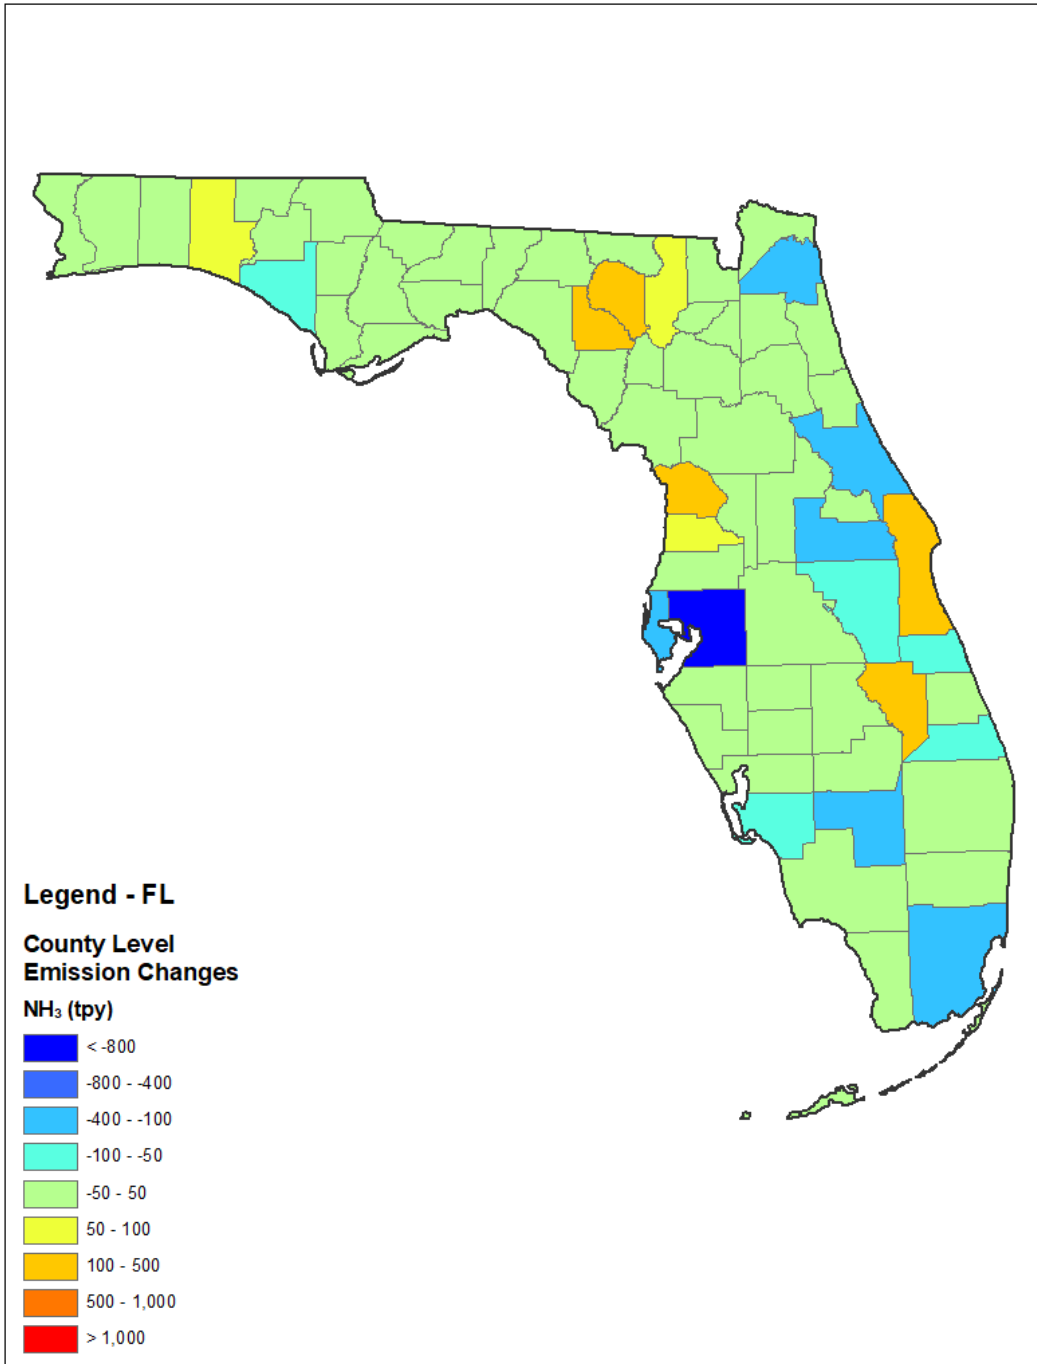 Legend - FL
County Level
Emission Changes
NH₃ (tpy)
< -800
-800 - -400
-400 - -100
-100 - -50
-50 - 50
50 - 100
100 - 500
500 - 1,000
> 1,000